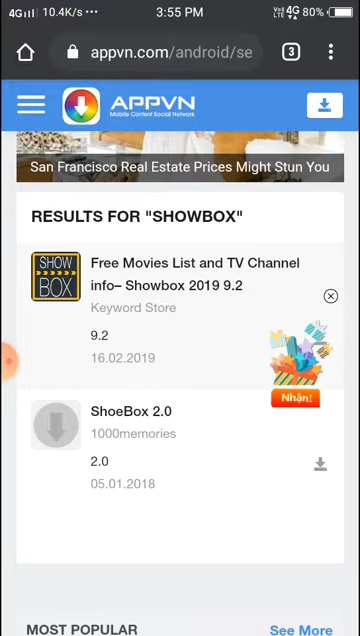 4G 10.4K/s ••• 3:55 PM VoLTE 4G 80%
appvn.com/android/se 3
APPVN
Mobile Content Social Network
San Francisco Real Estate Prices Might Stun You
RESULTS FOR "SHOWBOX"
SHOW
BOX
Free Movies List and TV Channel
info– Showbox 2019 9.2
Keyword Store
9.2
16.02.2019
Nhận!
ShoeBox 2.0
1000memories
2.0
05.01.2018
MOST POPULAR See More